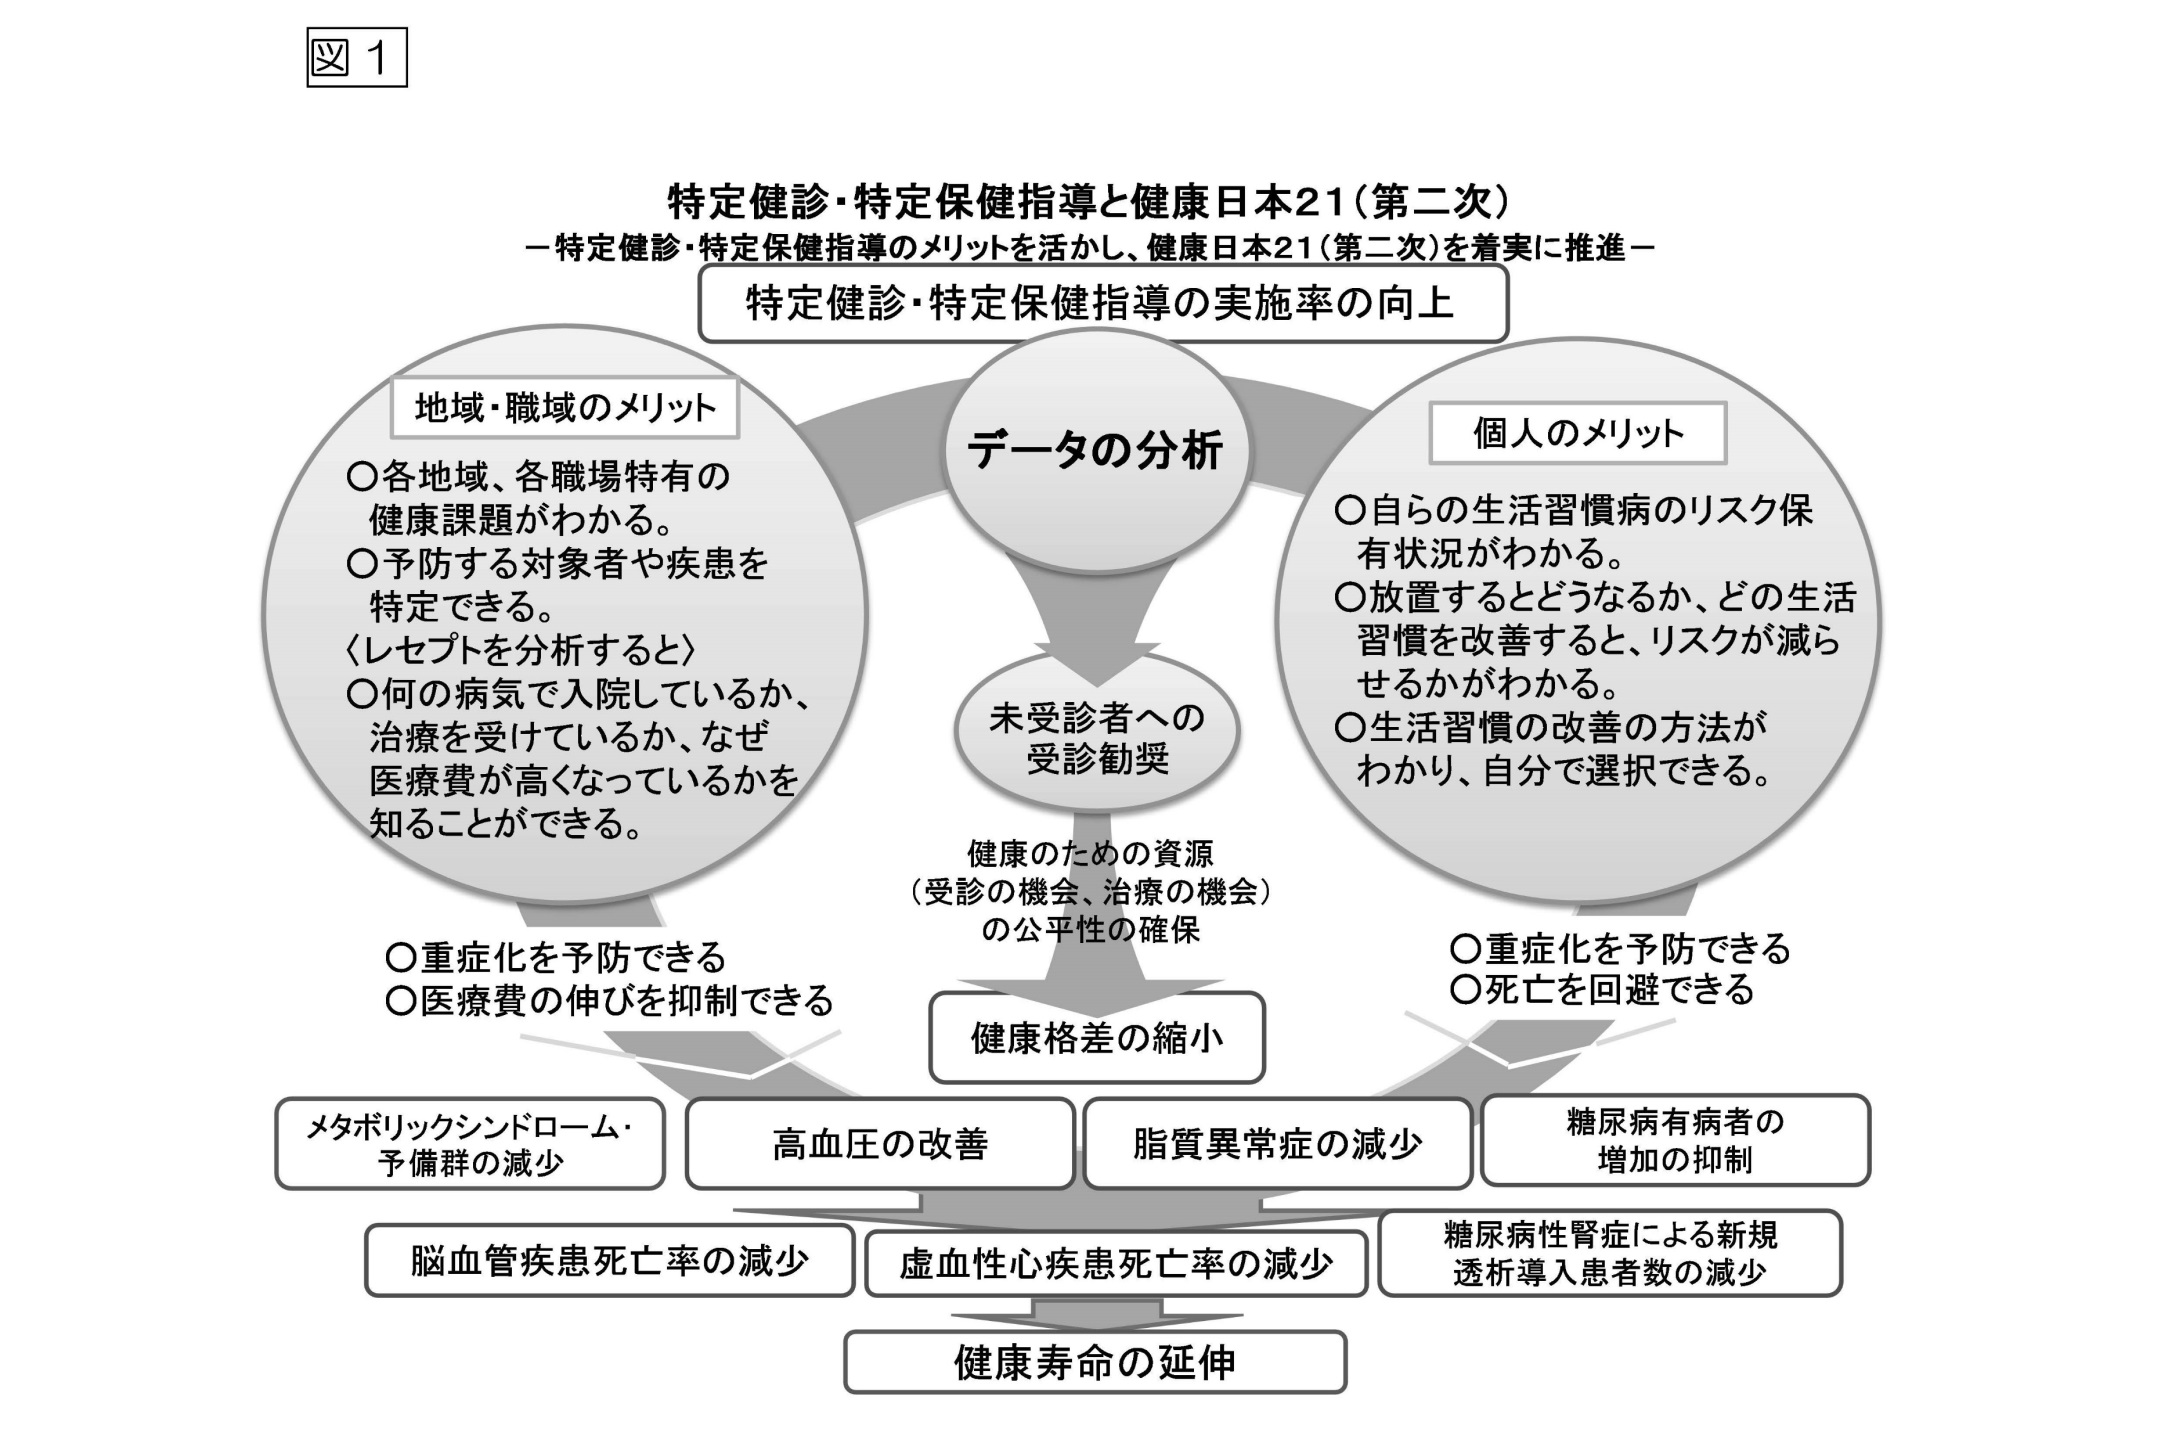 図１
特定健診・特定保健指導と健康日本２１（第二次）
－特定健診・特定保健指導のメリットを活かし、健康日本２１（第二次）を着実に推進－
特定健診・特定保健指導の実施率の向上
地域・職域のメリット
○各地域、各職場特有の
健康課題がわかる。
○予防する対象者や疾患を
特定できる。
〈レセプトを分析すると〉
○何の病気で入院しているか、
治療を受けているか、なぜ
医療費が高くなっているかを
知ることができる。
データの分析
個人のメリット
○自らの生活習慣病のリスク保
有状況がわかる。
○放置するとどうなるか、どの生活
習慣を改善すると、リスクが減ら
せるかがわかる。
○生活習慣の改善の方法が
わかり、自分で選択できる。
未受診者への
受診勧奨
健康のための資源
（受診の機会、治療の機会）
の公平性の確保
○重症化を予防できる
○医療費の伸びを抑制できる
○重症化を予防できる
○死亡を回避できる
健康格差の縮小
メタボリックシンドローム・
予備群の減少
高血圧の改善
脂質異常症の減少
糖尿病有病者の
増加の抑制
脳血管疾患死亡率の減少
虚血性心疾患死亡率の減少
糖尿病性腎症による新規
透析導入患者数の減少
健康寿命の延伸